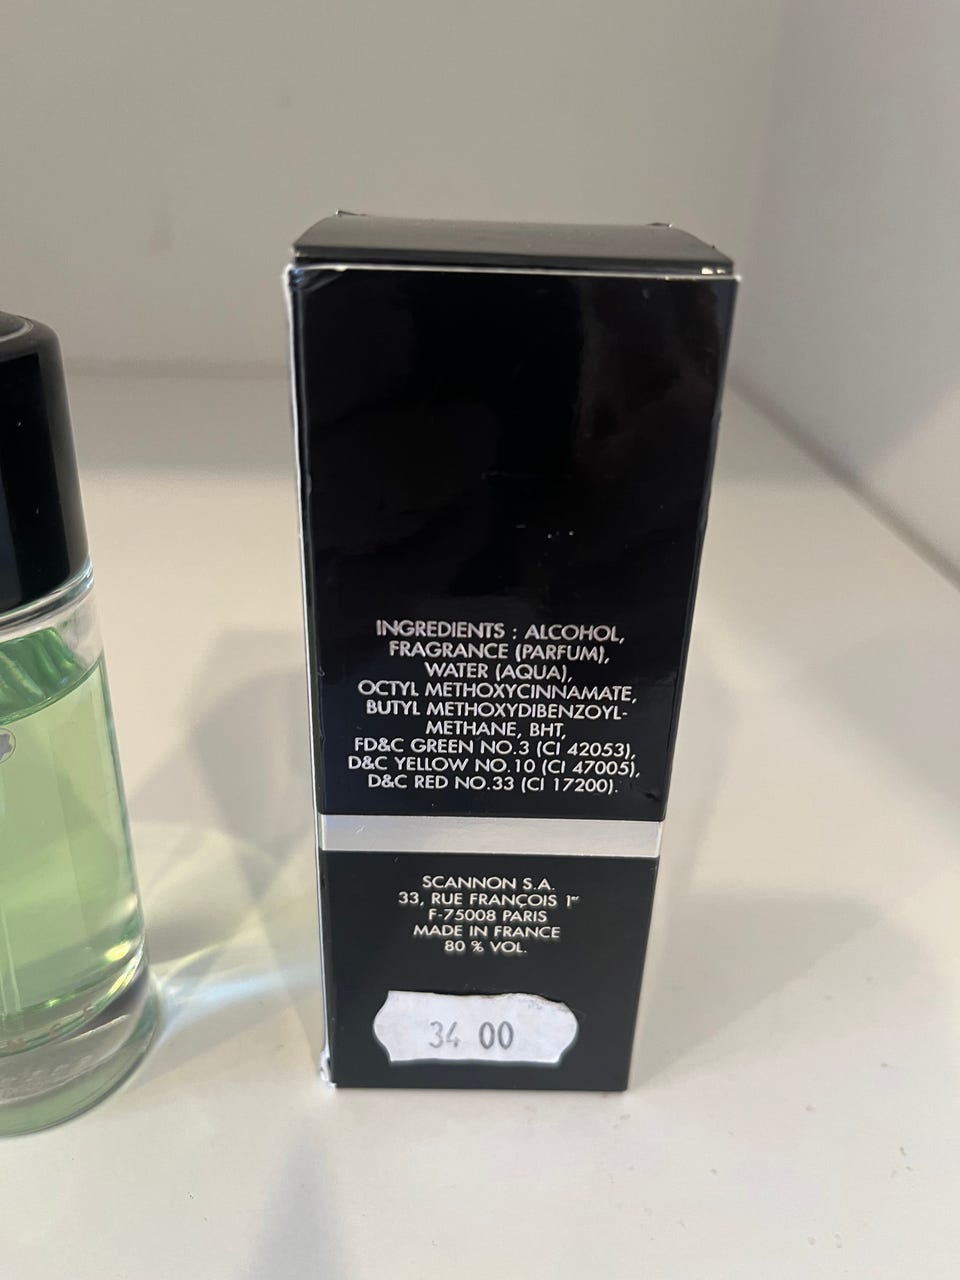 INGREDIENTS : ALCOHOL,
FRAGRANCE (PARFUM),
WATER (AQUA),
OCTYL METHOXYCINNAMATE,
BUTYL METHOXYDIBENZOYL-
METHANE, BHT,
FD&C GREEN NO.3 (CI 42053),
D&C YELLOW NO.10 (CI 47005),
D&C RED NO.33 (CI 17200).
SCANNON S.A.
33, RUE FRANÇOIS 1er
F-75008 PARIS
MADE IN FRANCE
80 % VOL.
34 00